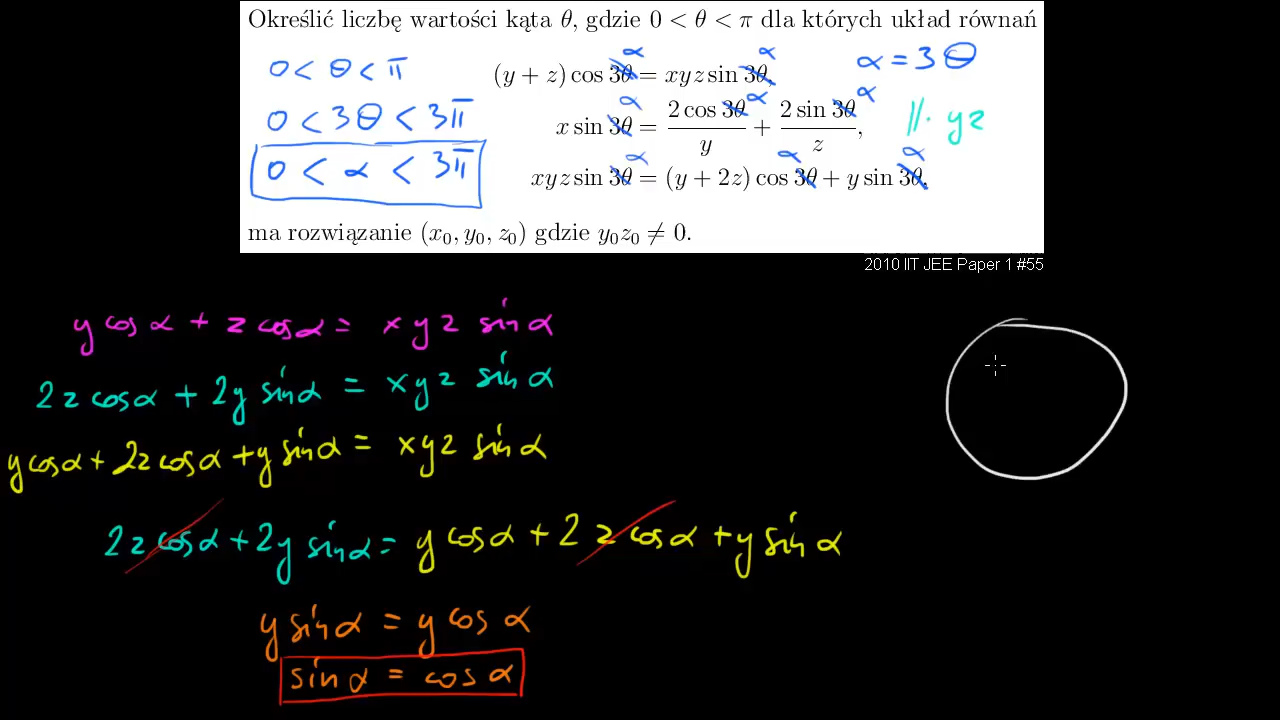 Określić liczbę wartości kąta θ, gdzie 0 < θ < π dla których układ równań
(y + z) cos 3θ = xyz sin 3θ,
α α
α = 3θ
0 < θ < π
x sin 3θ = 2 cos 3θ / y + 2 sin 3θ / z,
α α α
//· yz
0 < 3θ < 3π
xyz sin 3θ = (y + 2z) cos 3θ + y sin 3θ,
α α α
0 < α < 3π
ma rozwiązanie (x₀, y₀, z₀) gdzie y₀z₀ ≠ 0.
2010 IIT JEE Paper 1 #55
y cos α + z cos α = xyz sin α
2z cos α + 2y sin α = xyz sin α
y cos α + 2z cos α + y sin α = xyz sin α
2z cos α + 2y sin α = y cos α + 2z cos α + y sin α
y sin α = y cos α
sin α = cos α